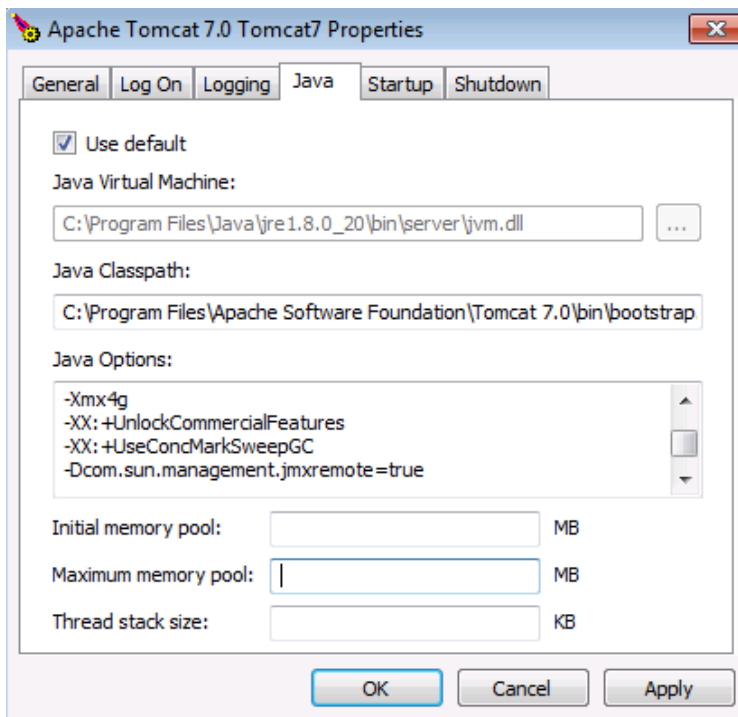 Apache Tomcat 7.0 Tomcat7 Properties
General Log On Logging Java Startup Shutdown
Use default
Java Virtual Machine:
C:\Program Files\Java\jre1.8.0_20\bin\server\jvm.dll ...
Java Classpath:
C:\Program Files\Apache Software Foundation\Tomcat 7.0\bin\bootstrap.
Java Options:
-Xmx4g
-XX:+UnlockCommercialFeatures
-XX:+UseConcMarkSweepGC
-Dcom.sun.management.jmxremote=true
Initial memory pool: MB
Maximum memory pool: MB
Thread stack size: KB
OK Cancel Apply